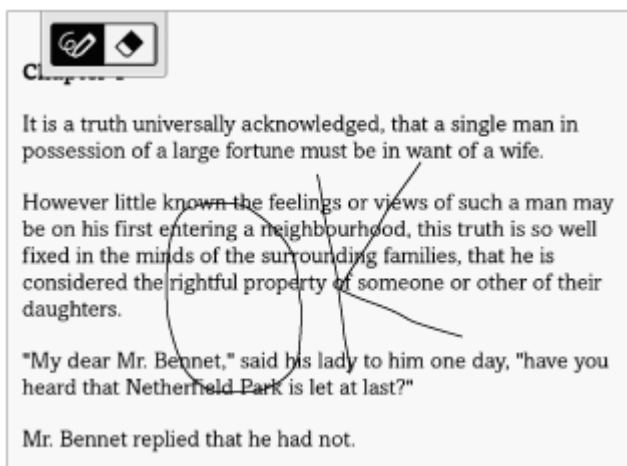 It is a truth universally acknowledged, that a single man in
possession of a large fortune must be in want of a wife.
However little known the feelings or views of such a man may
be on his first entering a neighbourhood, this truth is so well
fixed in the minds of the surrounding families, that he is
considered the rightful property of someone or other of their
daughters.
"My dear Mr. Bennet," said his lady to him one day, "have you
heard that Netherfield Park is let at last?"
Mr. Bennet replied that he had not.
OK